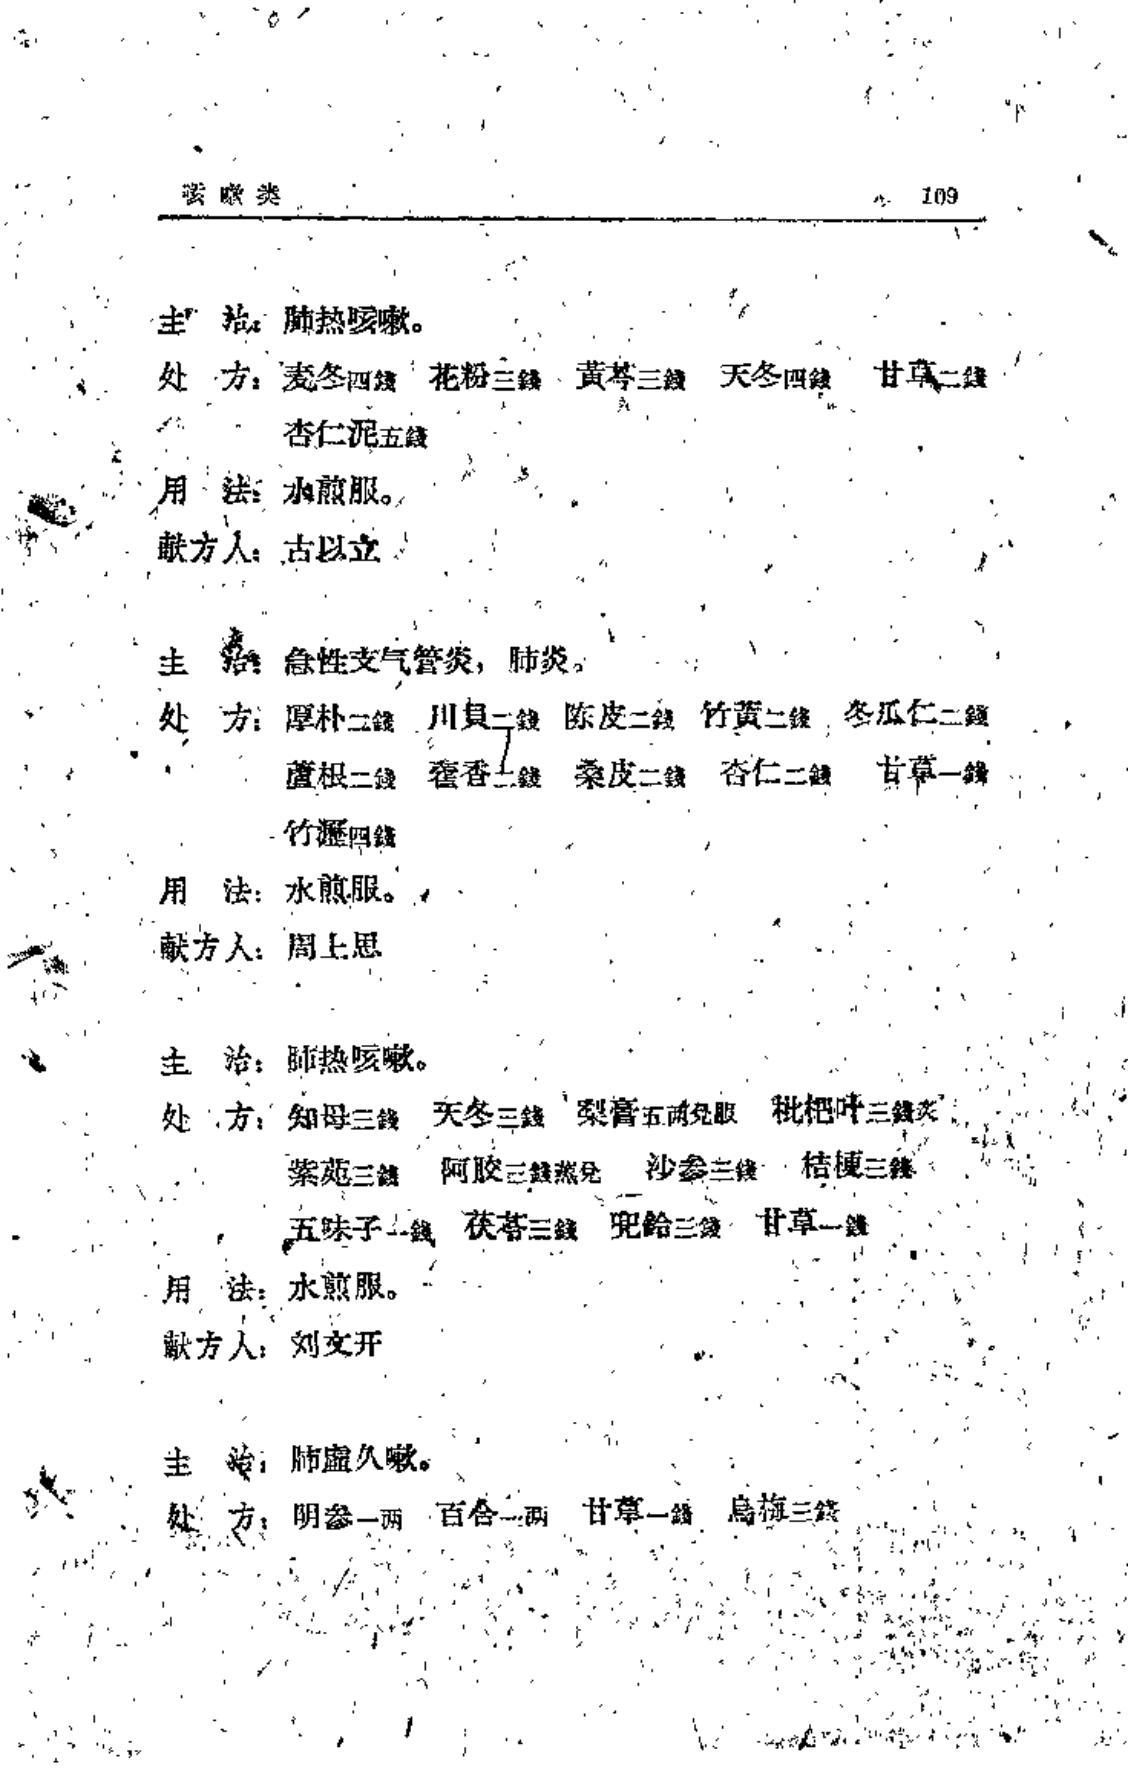 咳嗽类 109
主 治：肺热咳嗽。
处 方：麦冬四錢 花粉三錢 黃芩三錢 天冬四錢 甘草二錢
杏仁泥五錢
用 法：水煎服。
献方人：古以立
主 治：急性支气管炎，肺炎。
处 方：厚朴二錢 川貝二錢 陈皮二錢 竹黃二錢 冬瓜仁二錢
蘆根二錢 藿香二錢 桑皮二錢 杏仁二錢 甘草一錢
竹瀝四錢
用 法：水煎服。
献方人：周上思
主 治：肺热咳嗽。
处 方：知母三錢 天冬三錢 梨膏五两兌服 枇杷叶三錢炙
紫菀三錢 阿胶三錢蒸兌 沙参三錢 桔梗三錢
五味子一錢 茯苓三錢 兜鈴三錢 甘草一錢
用 法：水煎服。
献方人：刘文开
主 治：肺虛久嗽。
处 方：明参一两 百合一两 甘草一錢 烏梅三錢